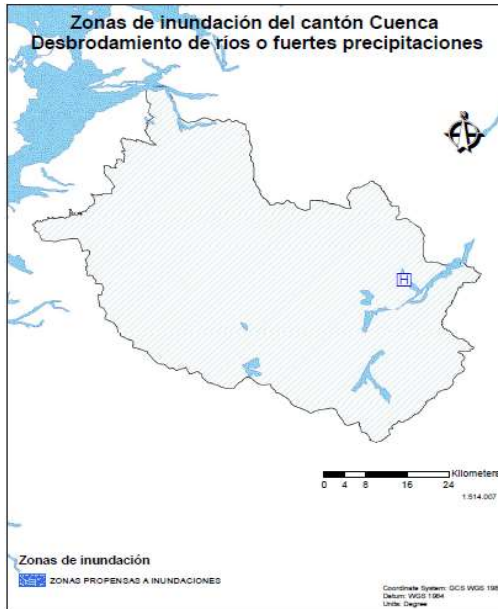 Zonas de inundación del cantón Cuenca
Desbrodamiento de ríos o fuertes precipitaciones
H
Kilometers
0 4 8 16 24
1:514.007
Zonas de inundación
ZONAS PROPENSAS A INUNDACIONES
Coordinate System: GCS WGS 198
Datum: WGS 1984
Units: Degree